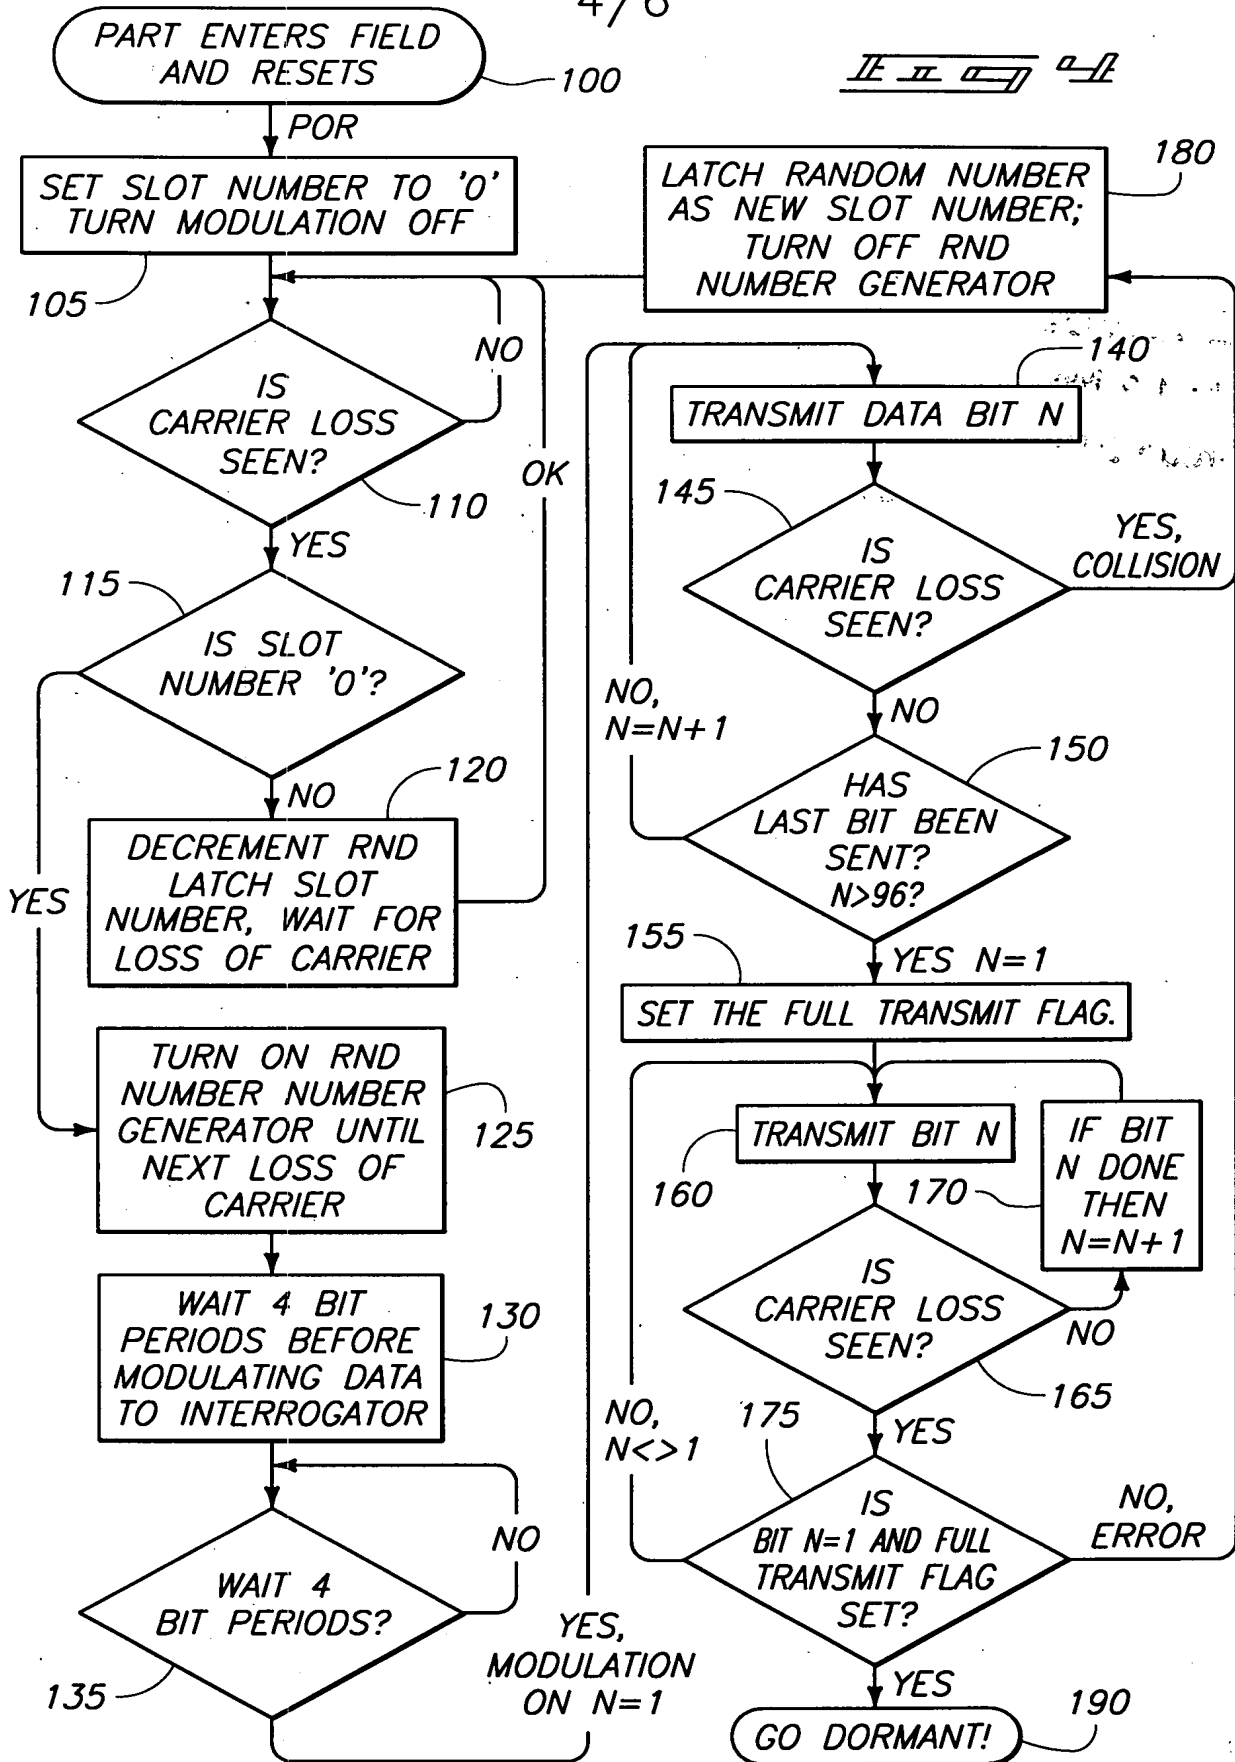 4/6
Fig 4
PART ENTERS FIELD
AND RESETS
100
POR
SET SLOT NUMBER TO '0'
TURN MODULATION OFF
105
IS
CARRIER LOSS
SEEN?
NO
110
YES
115
IS SLOT
NUMBER '0'?
NO
120
OK
DECREMENT RND
LATCH SLOT
NUMBER, WAIT FOR
LOSS OF CARRIER
YES
TURN ON RND
NUMBER NUMBER
GENERATOR UNTIL
NEXT LOSS OF
CARRIER
125
WAIT 4 BIT
PERIODS BEFORE
MODULATING DATA
TO INTERROGATOR
130
NO
WAIT 4
BIT PERIODS?
135
YES,
MODULATION
ON N=1
LATCH RANDOM NUMBER
AS NEW SLOT NUMBER;
TURN OFF RND
NUMBER GENERATOR
180
140
TRANSMIT DATA BIT N
145
IS
CARRIER LOSS
SEEN?
YES,
COLLISION
NO
NO,
N=N+1
150
HAS
LAST BIT BEEN
SENT?
N>96?
155
YES N=1
SET THE FULL TRANSMIT FLAG.
TRANSMIT BIT N
160
170
IF BIT
N DONE
THEN
N=N+1
IS
CARRIER LOSS
SEEN?
NO
165
YES
175
NO,
N<>1
IS
BIT N=1 AND FULL
TRANSMIT FLAG
SET?
NO,
ERROR
YES
190
GO DORMANT!